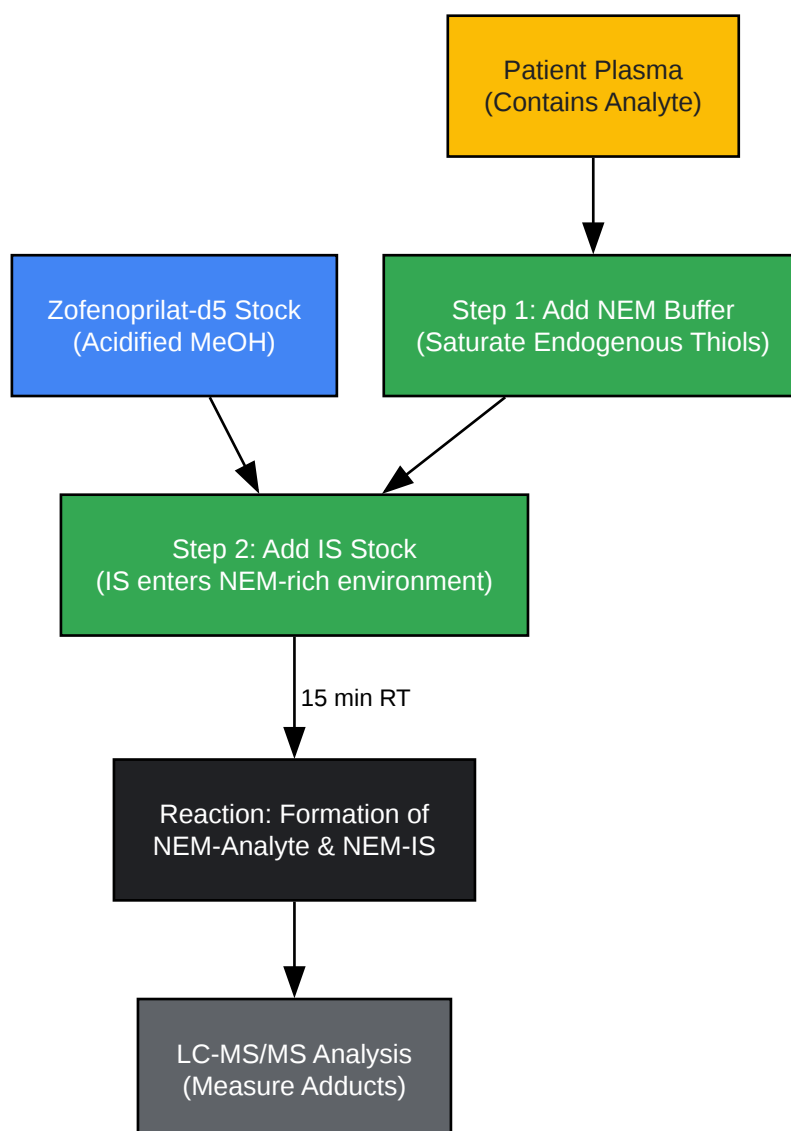 Patient Plasma
(Contains Analyte)
Zofenoprilat-d5 Stock
(Acidified MeOH)
Step 1: Add NEM Buffer
(Saturate Endogenous Thiols)
Step 2: Add IS Stock
(IS enters NEM-rich environment)
15 min RT
Reaction: Formation of
NEM-Analyte & NEM-IS
LC-MS/MS Analysis
(Measure Adducts)